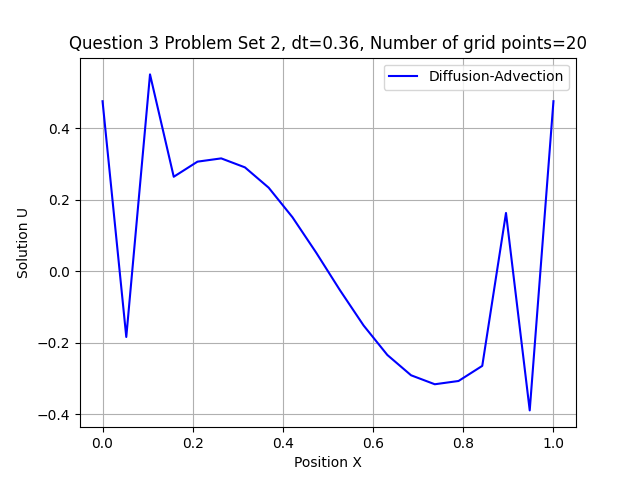 Question 3 Problem Set 2, dt=0.36, Number of grid points=20
Diffusion-Advection
Solution U
0.4
0.2
0.0
−0.2
−0.4
0.0 0.2 0.4 0.6 0.8 1.0
Position X